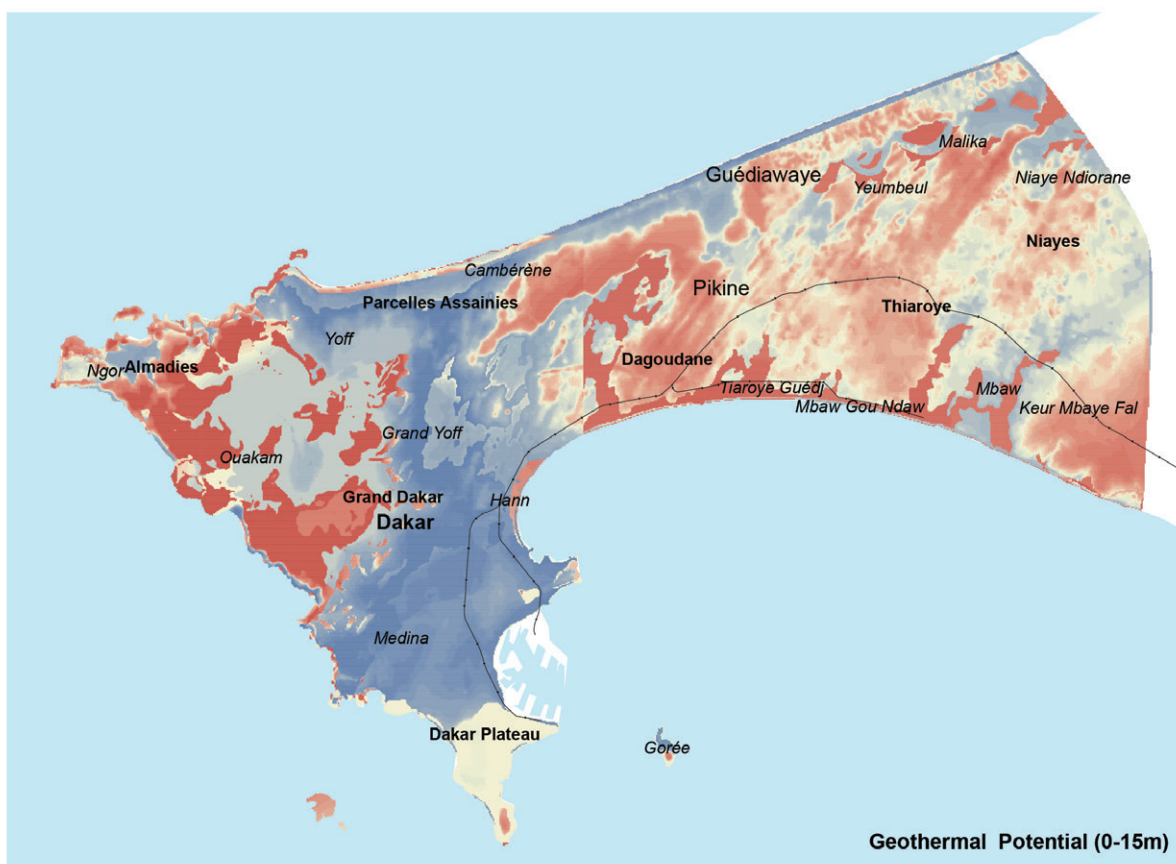 Malika
Guédiawaye
Niaye Ndiorane
Yeumbeul
Niayes
Cambérène
Pikine
Parcelles Assainies
Thiaroye
Yoff
Dagoudane
Almadies
Ngor
Tiaroye Guédj
Mbaw
Mbaw Gou Ndaw
Keur Mbaye Fal
Grand Yoff
Ouakam
Grand Dakar
Hann
Dakar
Medina
Dakar Plateau
Gorée
Geothermal Potential (0-15m)